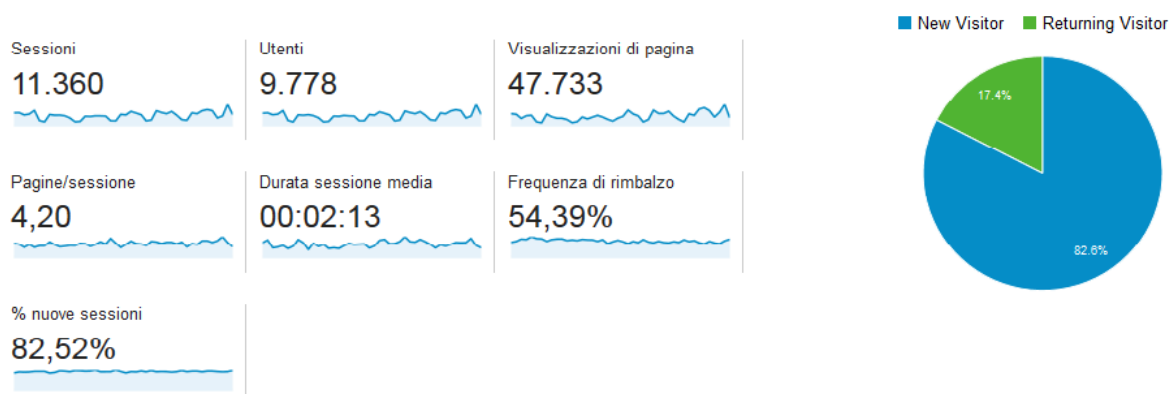 New Visitor
Returning Visitor
Sessioni
11.360
Utenti
9.778
Visualizzazioni di pagina
47.733
Pagine/sessione
4,20
Durata sessione media
00:02:13
Frequenza di rimbalzo
54,39%
% nuove sessioni
82,52%
17.4%
82.6%